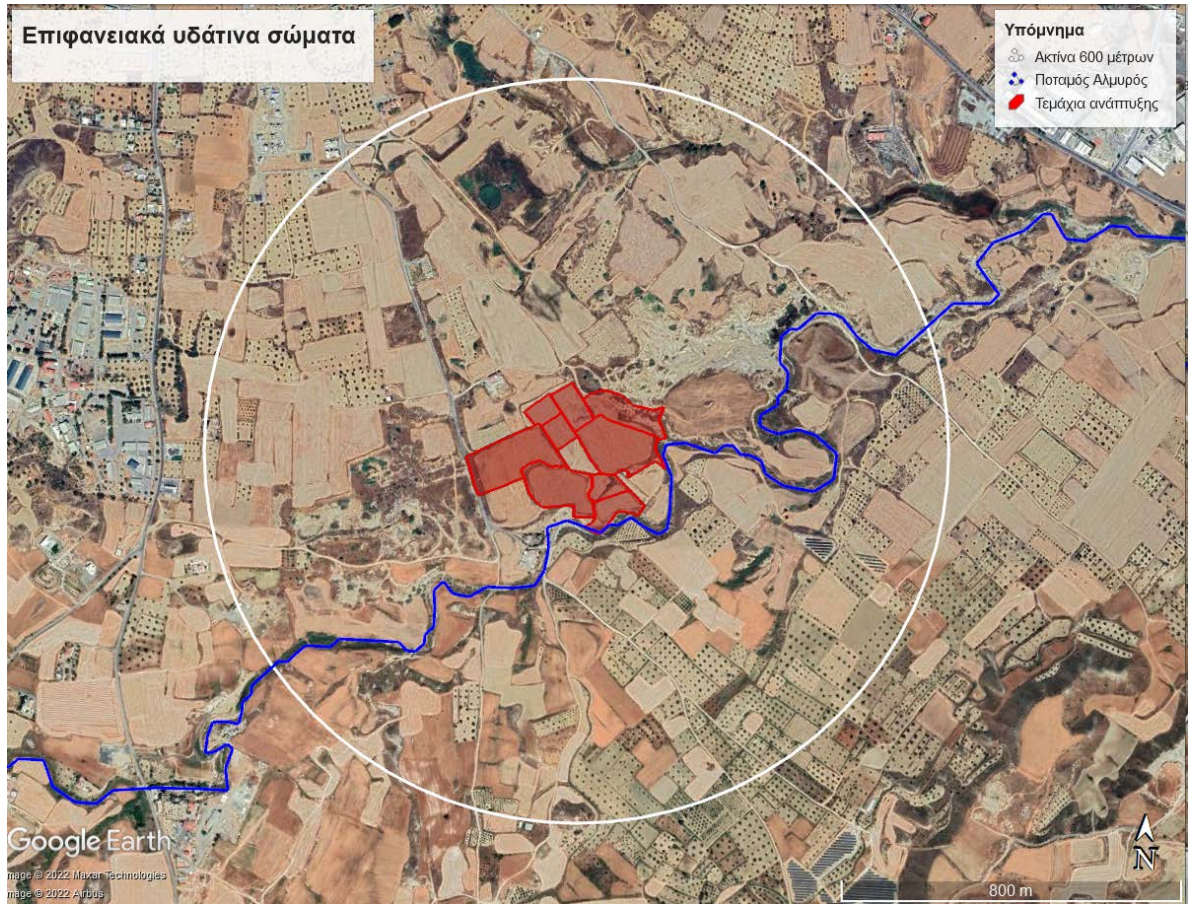 Επιφανειακά υδάτινα σώματα
Υπόμνημα
Ακτίνα 600 μέτρων
Ποταμός Αλμυρός
Τεμάχια ανάπτυξης
Google Earth
mage © 2022 Maxar Technologies
mage © 2022 Airbus
N
800 m